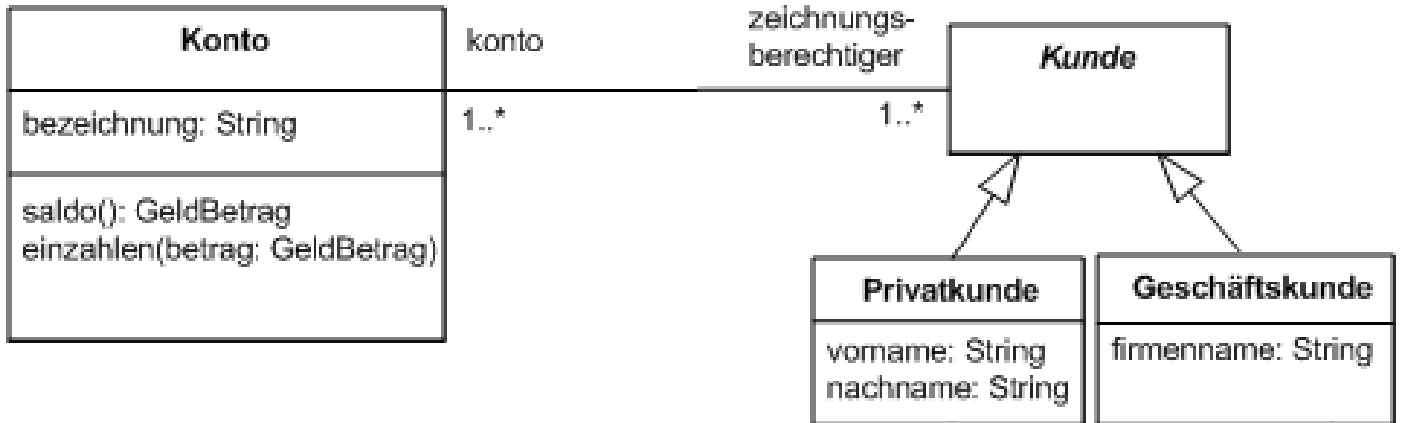 Konto
bezeichnung: String
saldo(): GeldBetrag
einzahlen(betrag: GeldBetrag)
konto
1..*
zeichnungs-
berechtiger
1..*
Kunde
Privatkunde
vorname: String
nachname: String
Geschäftskunde
firmenname: String